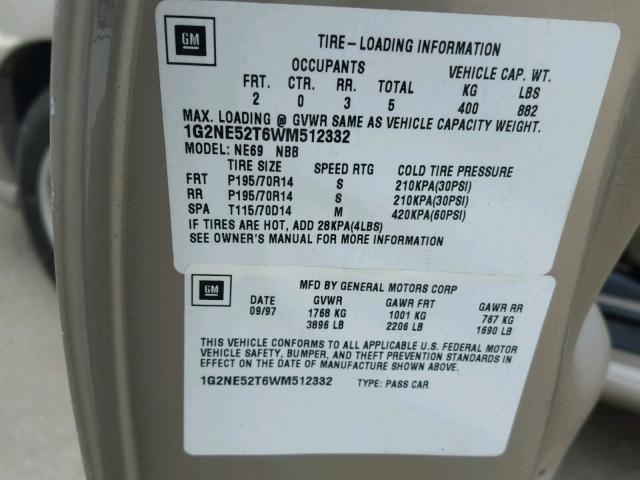 GM
TIRE-LOADING INFORMATION
OCCUPANTS VEHICLE CAP. WT.
FRT. CTR. RR. TOTAL KG LBS
2 0 3 5 400 882
MAX. LOADING @ GVWR SAME AS VEHICLE CAPACITY WEIGHT.
1G2NE52T6WM512332
MODEL: NE69 NBB
TIRE SIZE SPEED RTG COLD TIRE PRESSURE
FRT P195/70R14 S 210KPA(30PSI)
RR P195/70R14 S 210KPA(30PSI)
SPA T115/70D14 M 420KPA(60PSI)
IF TIRES ARE HOT, ADD 28KPA(4LBS)
SEE OWNER'S MANUAL FOR MORE INFORMATION
GM
MFD BY GENERAL MOTORS CORP
DATE GVWR GAWR FRT GAWR RR
09/97 1768 KG 1001 KG 767 KG
3896 LB 2206 LB 1690 LB
THIS VEHICLE CONFORMS TO ALL APPLICABLE U.S. FEDERAL MOTOR
VEHICLE SAFETY, BUMPER, AND THEFT PREVENTION STANDARDS IN
EFFECT ON THE DATE OF MANUFACTURE SHOWN ABOVE.
1G2NE52T6WM512332 TYPE: PASS CAR